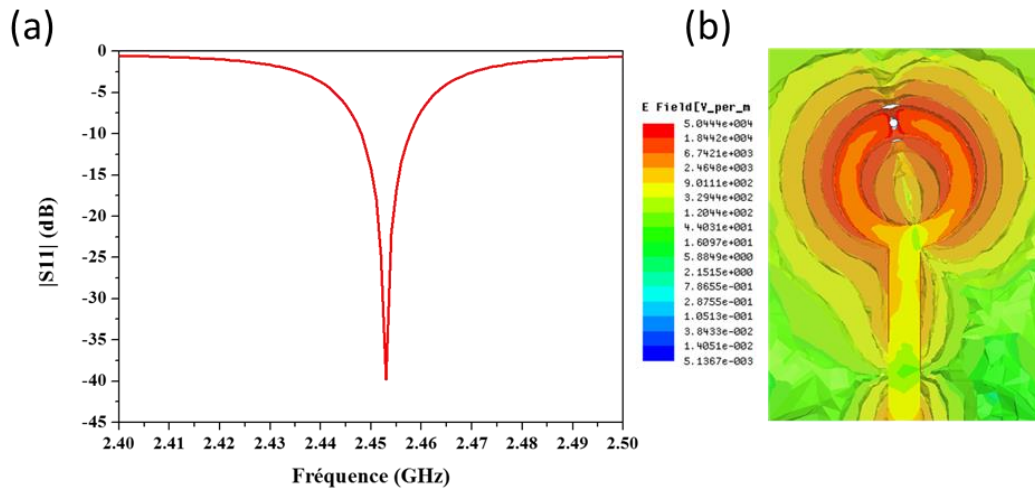 (a)
(b)
0
-5
-10
-15
-20
-25
-30
-35
-40
-45
|S11| (dB)
2.40 2.41 2.42 2.43 2.44 2.45 2.46 2.47 2.48 2.49 2.50
Fréquence (GHz)
E Field[V_per_m
5.0444e+004
1.8442e+004
6.7421e+003
2.4648e+003
9.0111e+002
3.2944e+002
1.2044e+002
4.4031e+001
1.6097e+001
5.8849e+000
2.1515e+000
7.8655e-001
2.8755e-001
1.0513e-001
3.8433e-002
1.4051e-002
5.1367e-003